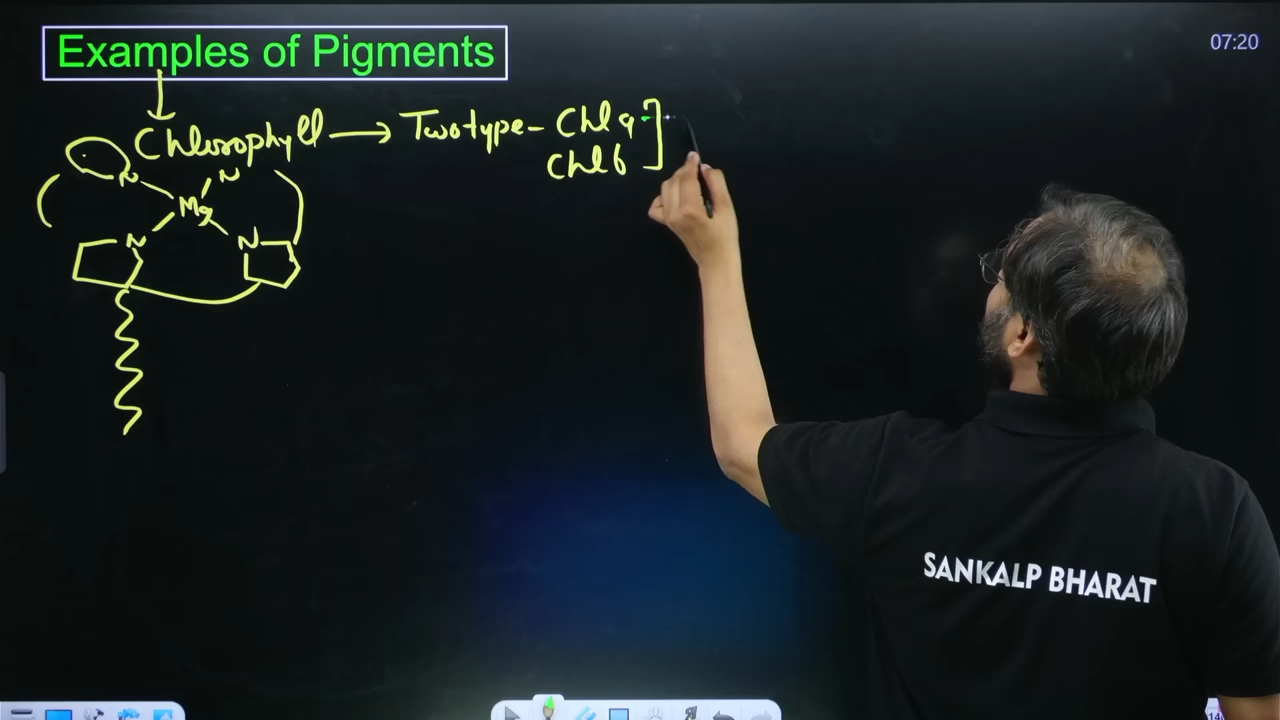 Examples of Pigments
07:20
Chlorophyll → Two type - Chl a
Chl b
N
N
Mg
N
N
SANKALP BHARAT